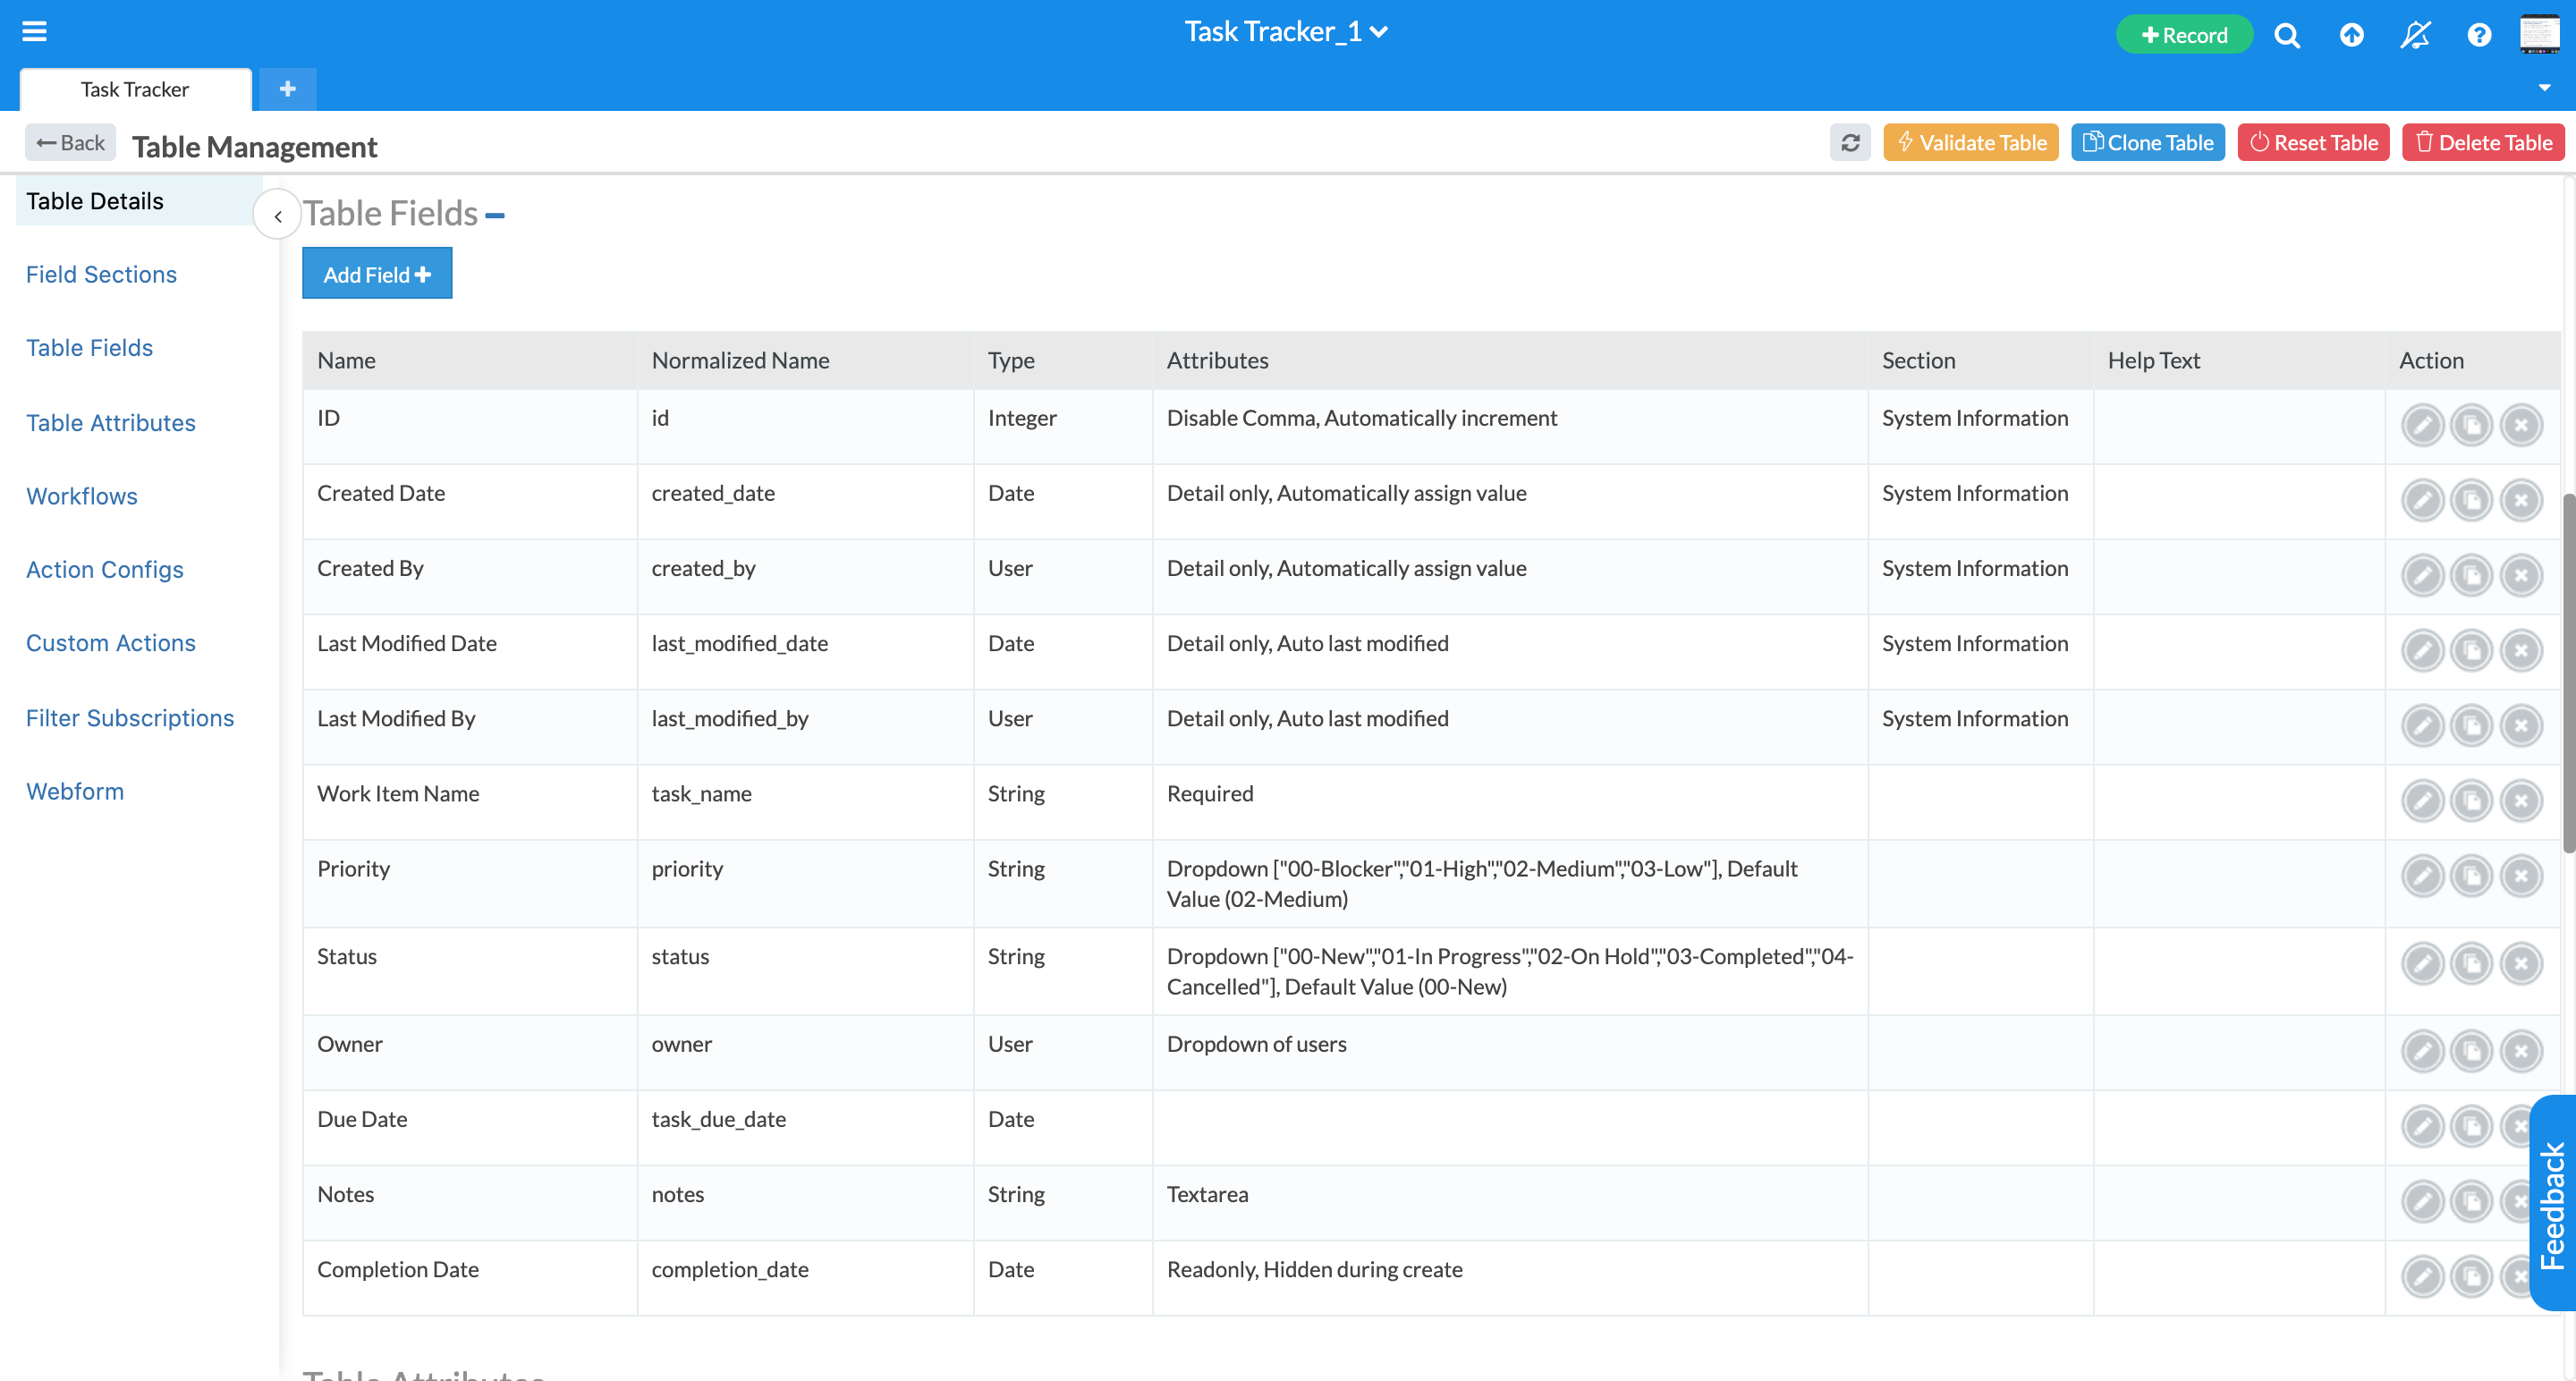 Task Tracker_1
Record
Task Tracker
Back
Table Management
Validate Table
Clone Table
Reset Table
Delete Table
Table Details
Field Sections
Table Fields
Table Attributes
Workflows
Action Configs
Custom Actions
Filter Subscriptions
Webform
Table Fields
Add Field
Name Normalized Name Type Attributes Section Help Text Action
ID id Integer Disable Comma, Automatically increment System Information
Created Date created_date Date Detail only, Automatically assign value System Information
Created By created_by User Detail only, Automatically assign value System Information
Last Modified Date last_modified_date Date Detail only, Auto last modified System Information
Last Modified By last_modified_by User Detail only, Auto last modified System Information
Work Item Name task_name String Required
Priority priority String Dropdown ["00-Blocker","01-High","02-Medium","03-Low"], Default
Value (02-Medium)
Status status String Dropdown ["00-New","01-In Progress","02-On Hold","03-Completed","04-
Cancelled"], Default Value (00-New)
Owner owner User Dropdown of users
Due Date task_due_date Date
Notes notes String Textarea
Completion Date completion_date Date Readonly, Hidden during create
Feedback
Table Attributes